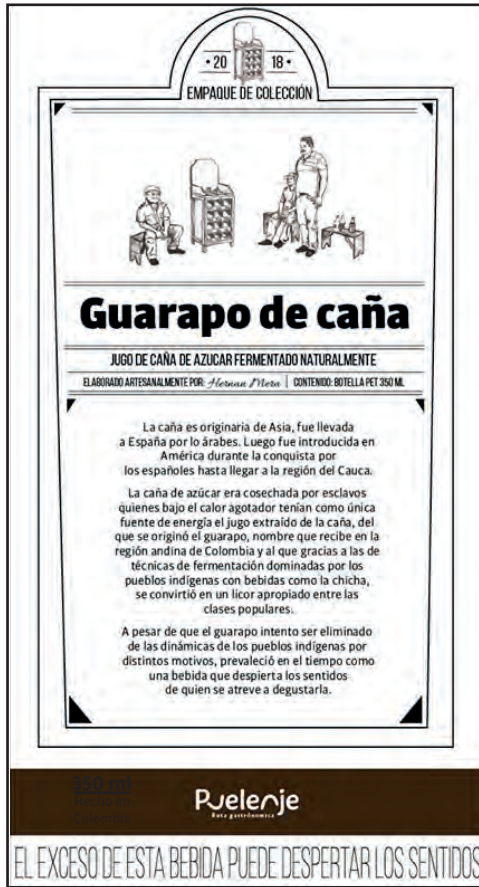 • 20 18 •
EMPAQUE DE COLECCIÓN
Guarapo de caña
JUGO DE CAÑA DE AZUCAR FERMENTADO NATURALMENTE
ELABORADO ARTESANALMENTE POR: Hernan Mera | CONTENIDO: BOTELLA PET 350 ML
La caña es originaria de Asia, fue llevada
a España por lo árabes. Luego fue introducida en
América durante la conquista por
los españoles hasta llegar a la región del Cauca.
La caña de azúcar era cosechada por esclavos
quienes bajo el calor agotador tenían como única
fuente de energía el jugo extraído de la caña, del
que se originó el guarapo, nombre que recibe en la
región andina de Colombia y al que gracias a las de
técnicas de fermentación dominadas por los
pueblos indígenas con bebidas como la chicha,
se convirtió en un licor apropiado entre las
clases populares.
A pesar de que el guarapo intento ser eliminado
de las dinámicas de los pueblos indígenas por
distintos motivos, prevaleció en el tiempo como
una bebida que despierta los sentidos
de quien se atreve a degustarla.
350 ml
Puelenje
Ruta gastrónomica
EL EXCESO DE ESTA BEBIDA PUEDE DESPERTAR LOS SENTIDOS